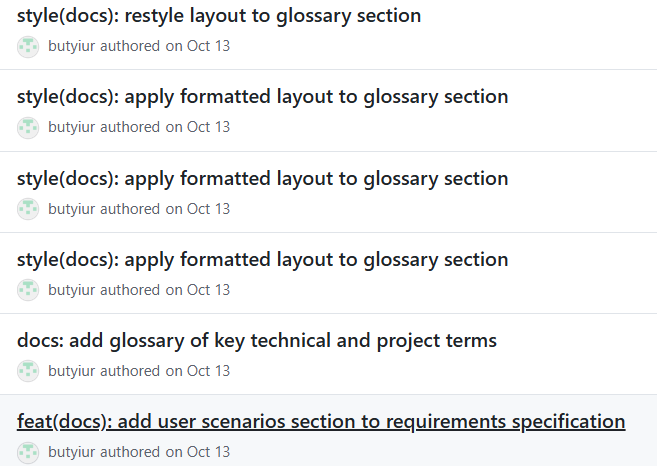 style(docs): restyle layout to glossary section
butyiur authored on Oct 13
style(docs): apply formatted layout to glossary section
butyiur authored on Oct 13
style(docs): apply formatted layout to glossary section
butyiur authored on Oct 13
style(docs): apply formatted layout to glossary section
butyiur authored on Oct 13
docs: add glossary of key technical and project terms
butyiur authored on Oct 13
feat(docs): add user scenarios section to requirements specification
butyiur authored on Oct 13